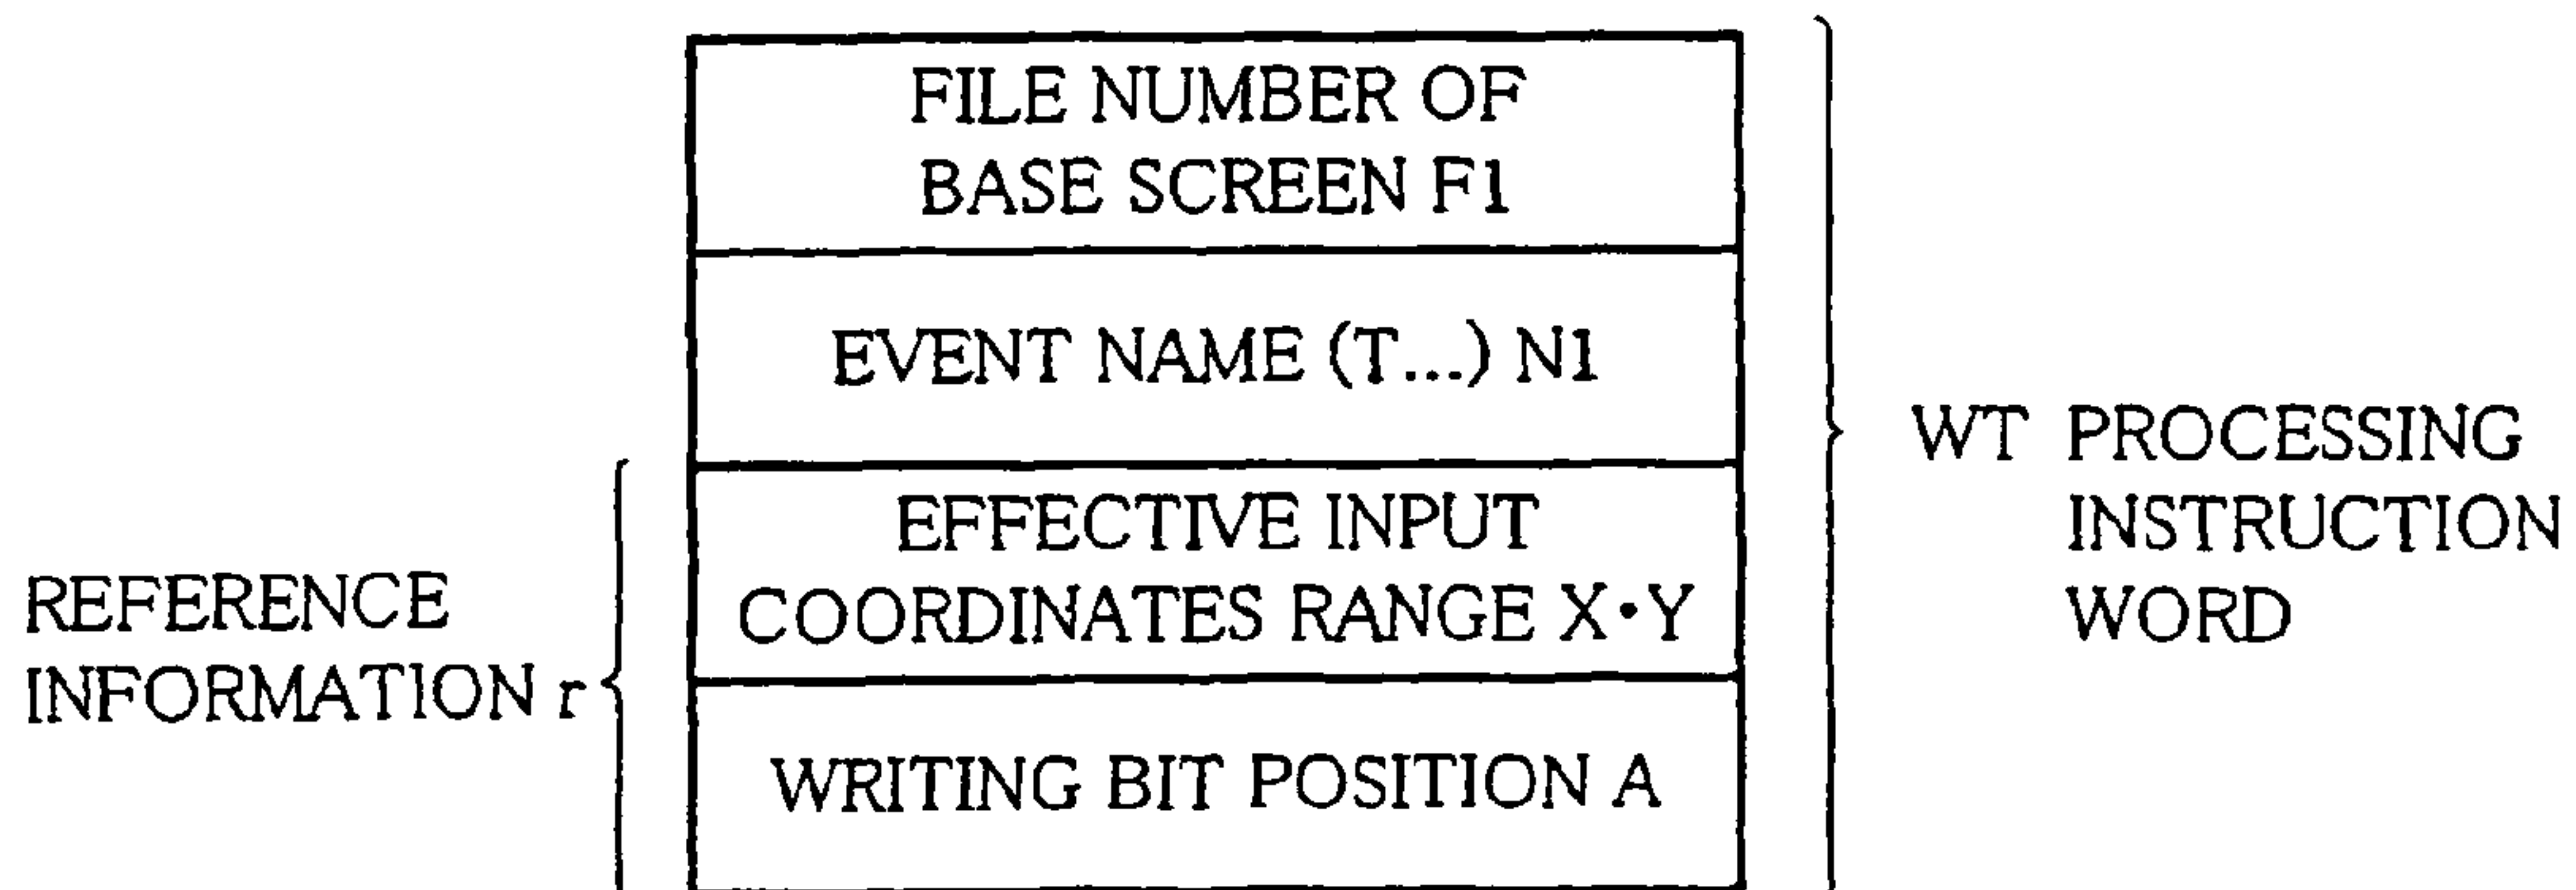 FILE NUMBER OF
BASE SCREEN F1
EVENT NAME (T...) N1
EFFECTIVE INPUT
COORDINATES RANGE X•Y
WRITING BIT POSITION A
REFERENCE
INFORMATION r
WT PROCESSING
INSTRUCTION
WORD